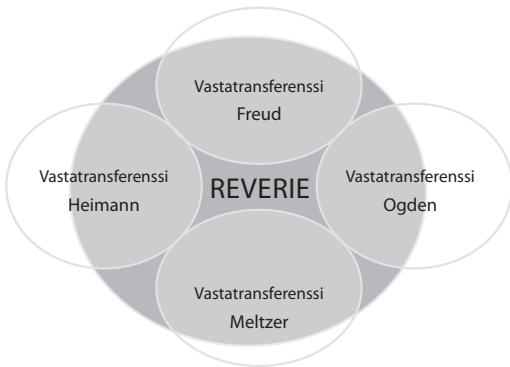 Vastatransferenssi
Freud
Vastatransferenssi
Heimann
REVERIE
Vastatransferenssi
Ogden
Vastatransferenssi
Meltzer